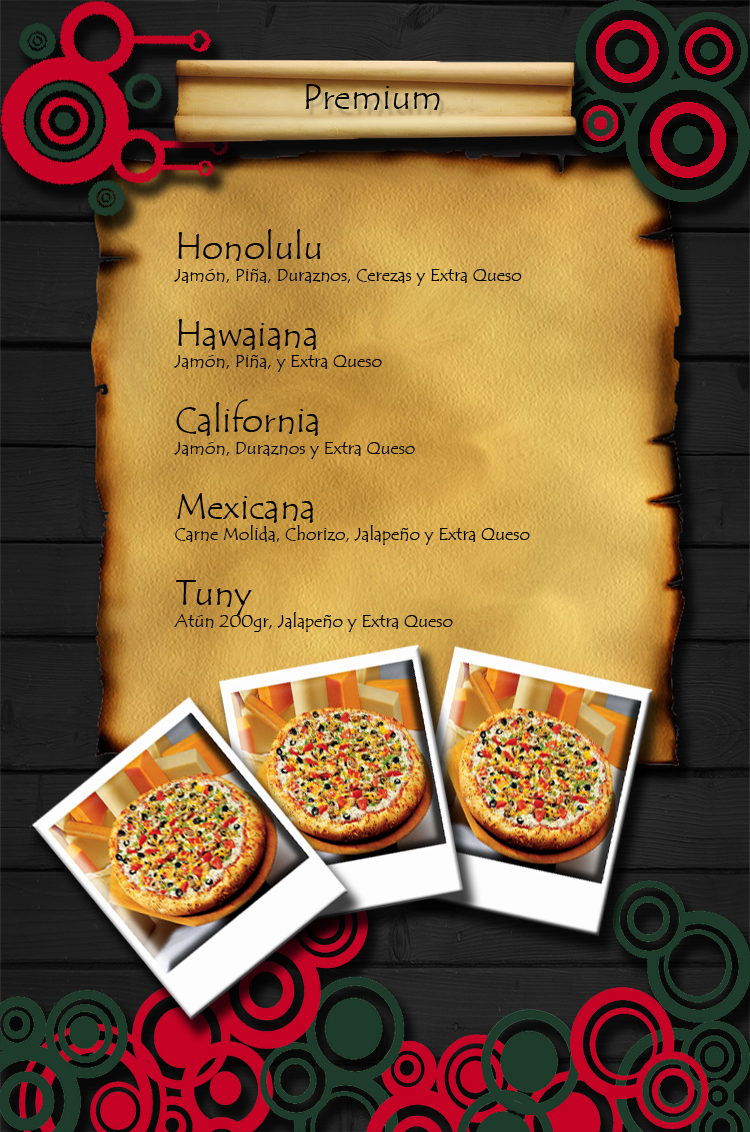 Premium
Honolulu
Jamón, Piña, Duraznos, Cerezas y Extra Queso
Hawaiana
Jamón, Piña, y Extra Queso
California
Jamón, Duraznos y Extra Queso
Mexicana
Carne Molida, Chorizo, Jalapeño y Extra Queso
Tuny
Atún 200gr, Jalapeño y Extra Queso